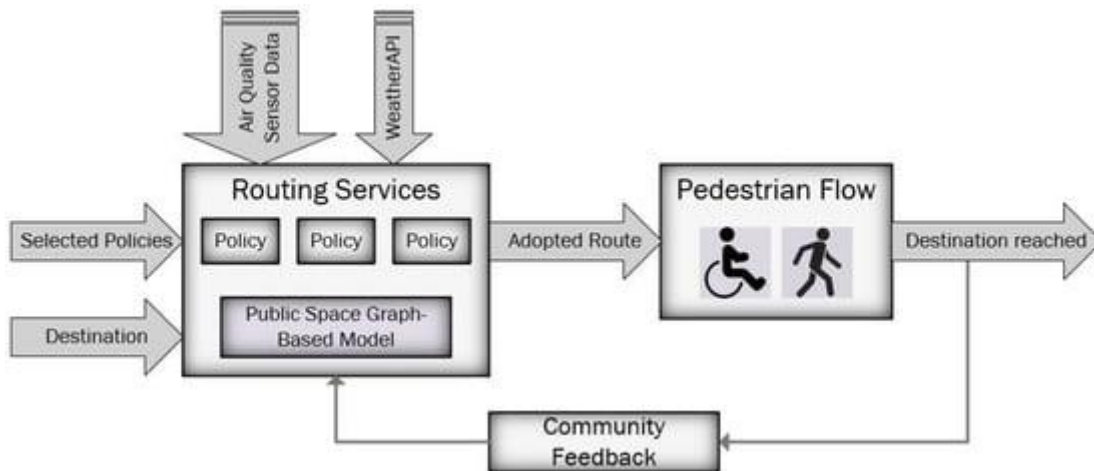 Air Quality
Sensor Data
WeatherAPI
Routing Services
Pedestrian Flow
Selected Policies
Policy
Policy
Policy
Adopted Route
Destination reached
Destination
Public Space Graph-
Based Model
Community
Feedback